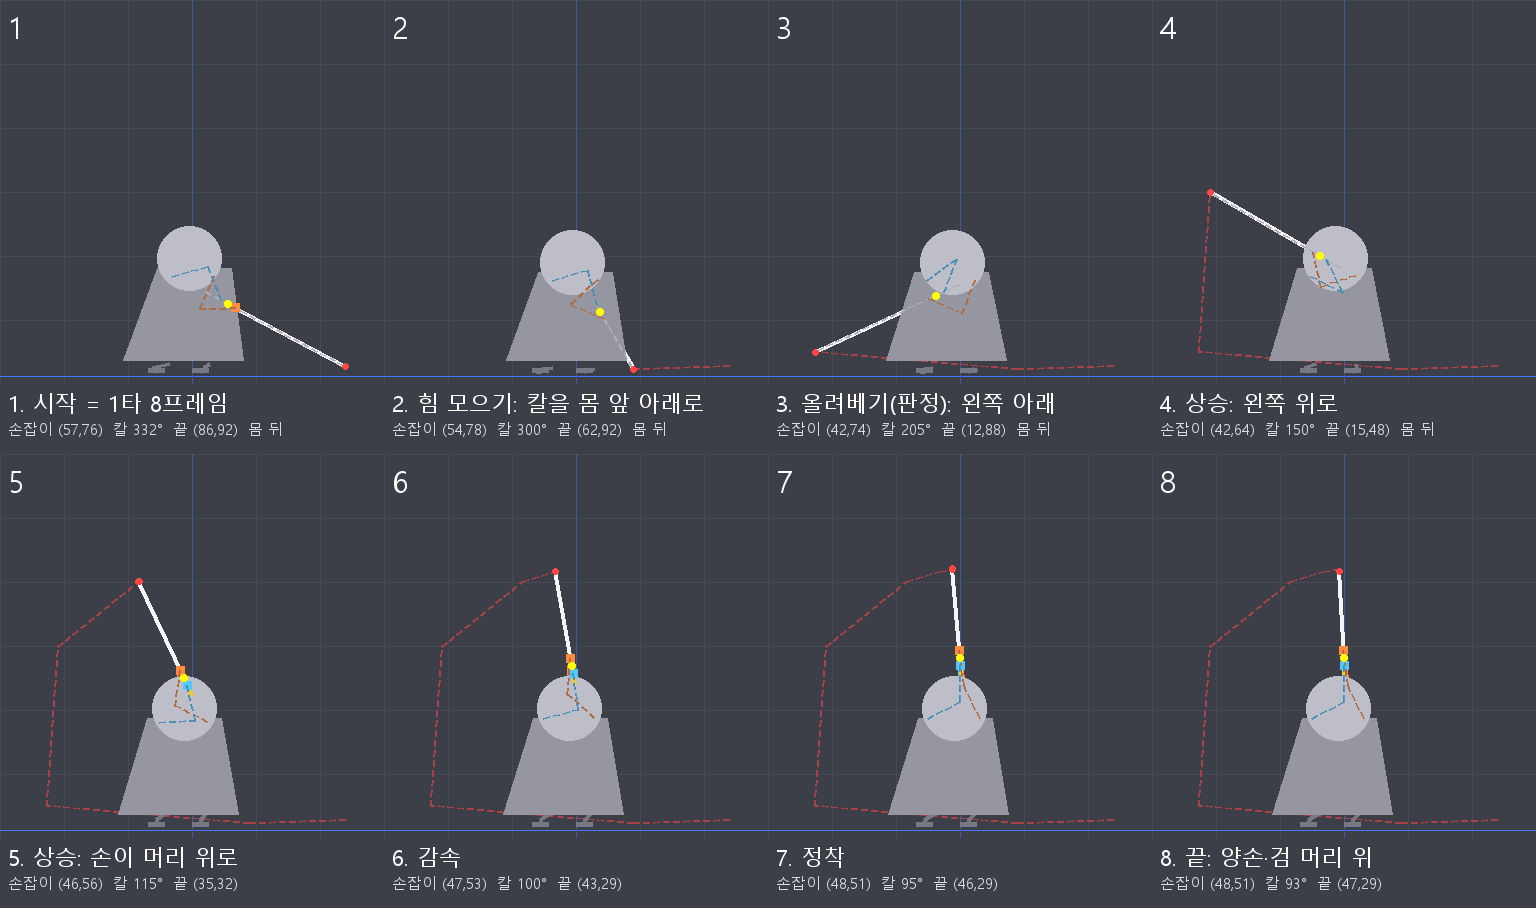 1
2
3
4
1. 시작 = 1타 8프레임
손잡이 (57,76) 칼 332° 끝 (86,92) 몸 뒤
2. 힘 모으기: 칼을 몸 앞 아래로
손잡이 (54,78) 칼 300° 끝 (62,92) 몸 뒤
3. 올려베기(판정): 왼쪽 아래
손잡이 (42,74) 칼 205° 끝 (12,88) 몸 뒤
4. 상승: 왼쪽 위로
손잡이 (42,64) 칼 150° 끝 (15,48) 몸 뒤
5
6
7
8
5. 상승: 손이 머리 위로
손잡이 (46,56) 칼 115° 끝 (35,32)
6. 감속
손잡이 (47,53) 칼 100° 끝 (43,29)
7. 정착
손잡이 (48,51) 칼 95° 끝 (46,29)
8. 끝: 양손·검 머리 위
손잡이 (48,51) 칼 93° 끝 (47,29)